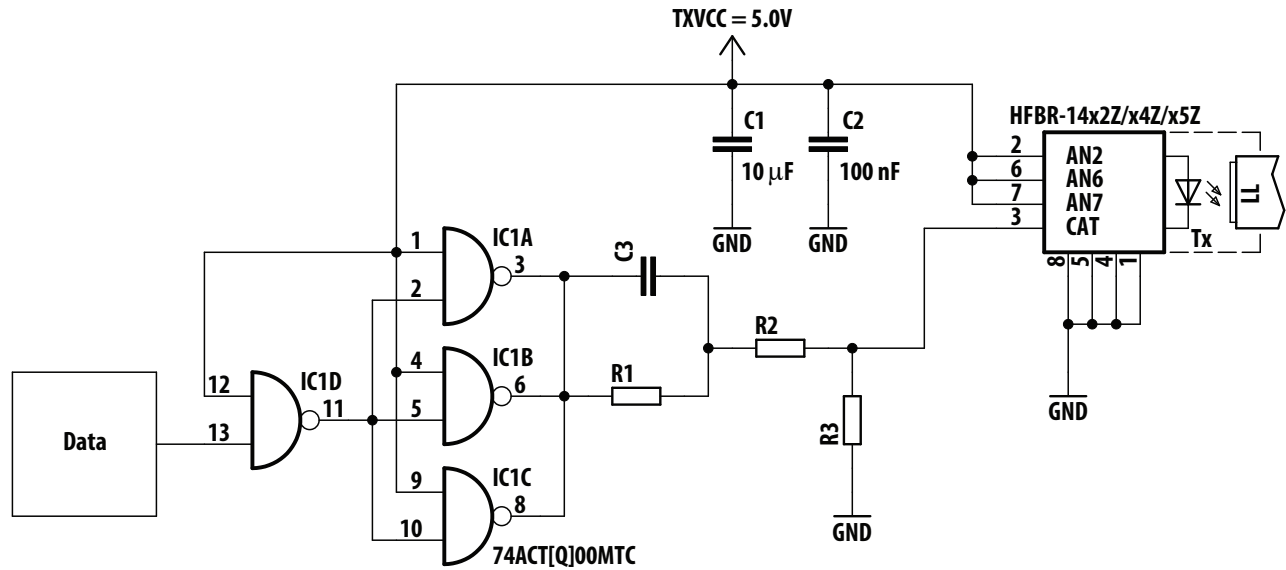 TXVCC = 5.0V
HFBR-14x2Z/x4Z/x5Z
C1
10 μF
GND
C2
100 nF
GND
2
6
7
3
AN2
AN6
AN7
CAT
Tx
LL
8
5
4
1
GND
IC1A
1
2
3
C3
IC1B
4
5
6
R1
R2
R3
GND
IC1D
12
13
11
Data
IC1C
9
10
8
74ACT[Q]00MTC